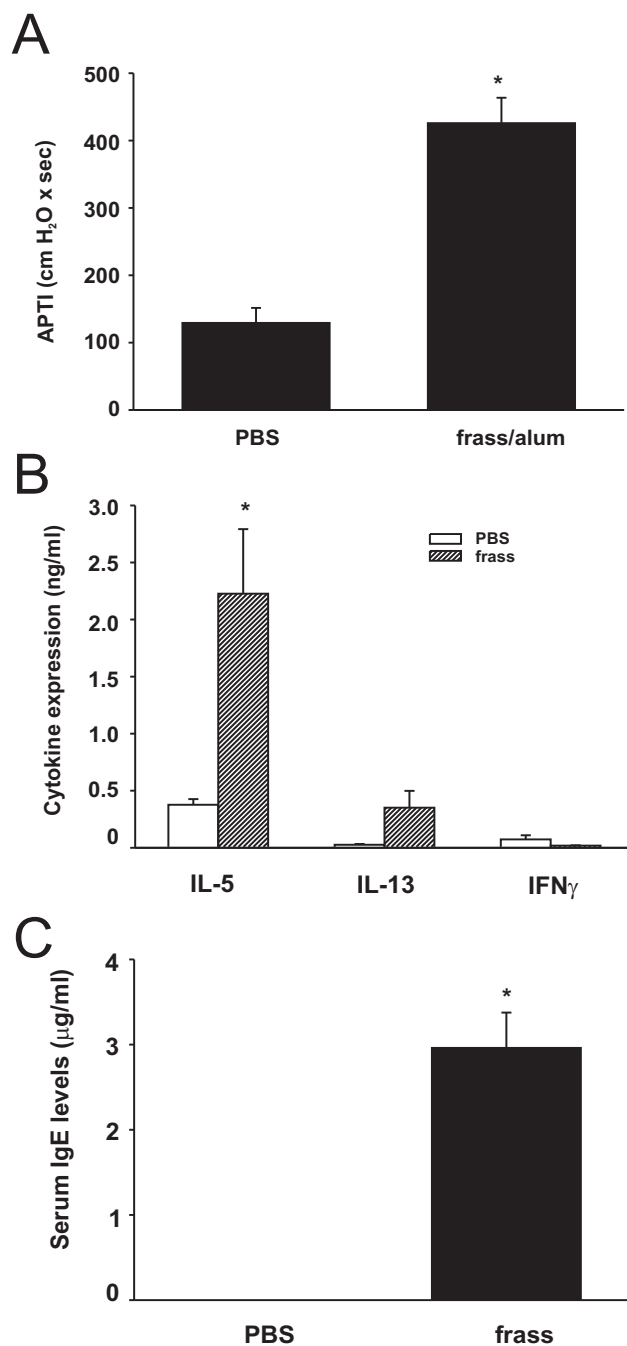 A
APTI (cm H₂O x sec)
500
400
300
200
100
0
*
PBS frass/alum
B
Cytokine expression (ng/ml)
3.0
2.5
2.0
1.5
1.0
0.5
0
*
PBS
frass
IL-5 IL-13 IFNγ
C
Serum IgE levels (μg/ml)
4
3
2
1
0
*
PBS frass